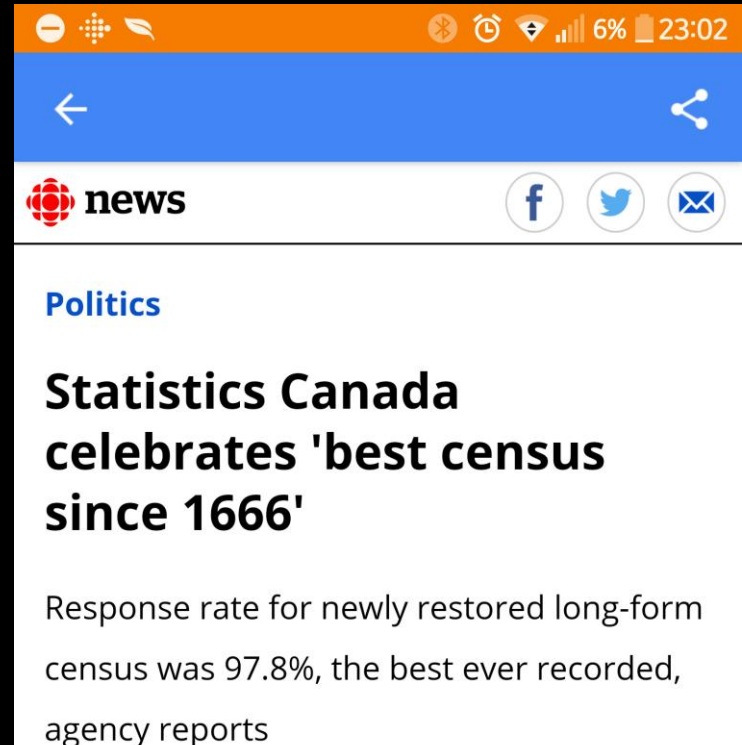 6% 23:02
news
Politics
Statistics Canada
celebrates 'best census
since 1666'
Response rate for newly restored long-form
census was 97.8%, the best ever recorded,
agency reports